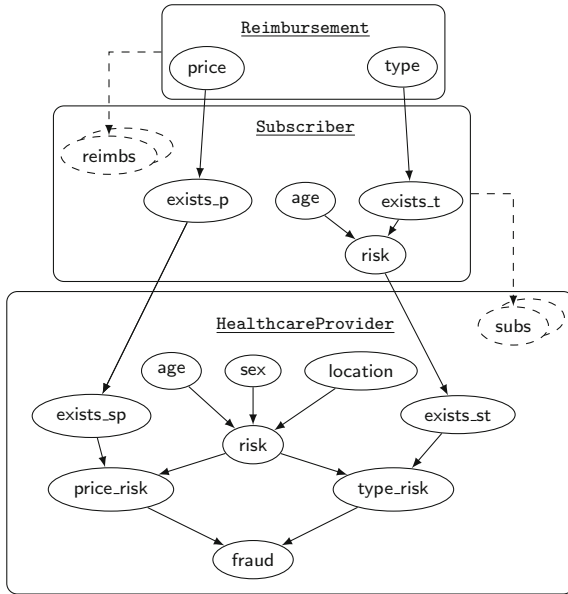 Reimbursement
price
type
Subscriber
reimbs
exists_p
age
exists_t
risk
HealthcareProvider
subs
age
sex
location
exists_sp
exists_st
risk
price_risk
type_risk
fraud